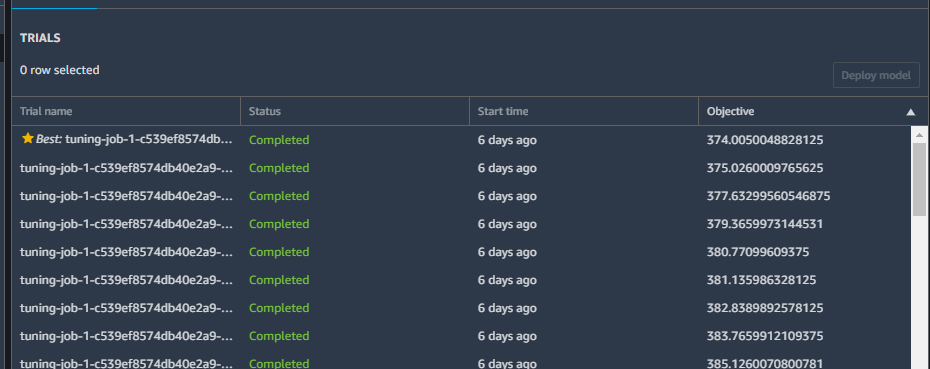 TRIALS
0 row selected
Deploy model
Trial name Status Start time Objective
Best: tuning-job-1-c539ef8574db... Completed 6 days ago 374.0050048828125
tuning-job-1-c539ef8574db40e2a9-... Completed 6 days ago 375.0260009765625
tuning-job-1-c539ef8574db40e2a9-... Completed 6 days ago 377.63299560546875
tuning-job-1-c539ef8574db40e2a9-... Completed 6 days ago 379.3659973144531
tuning-job-1-c539ef8574db40e2a9-... Completed 6 days ago 380.77099609375
tuning-job-1-c539ef8574db40e2a9-... Completed 6 days ago 381.135986328125
tuning-job-1-c539ef8574db40e2a9-... Completed 6 days ago 382.8389892578125
tuning-job-1-c539ef8574db40e2a9-... Completed 6 days ago 383.7659912109375
tuning-job-1-c539ef8574db40e2a9-... Completed 6 days ago 385.1260070800781